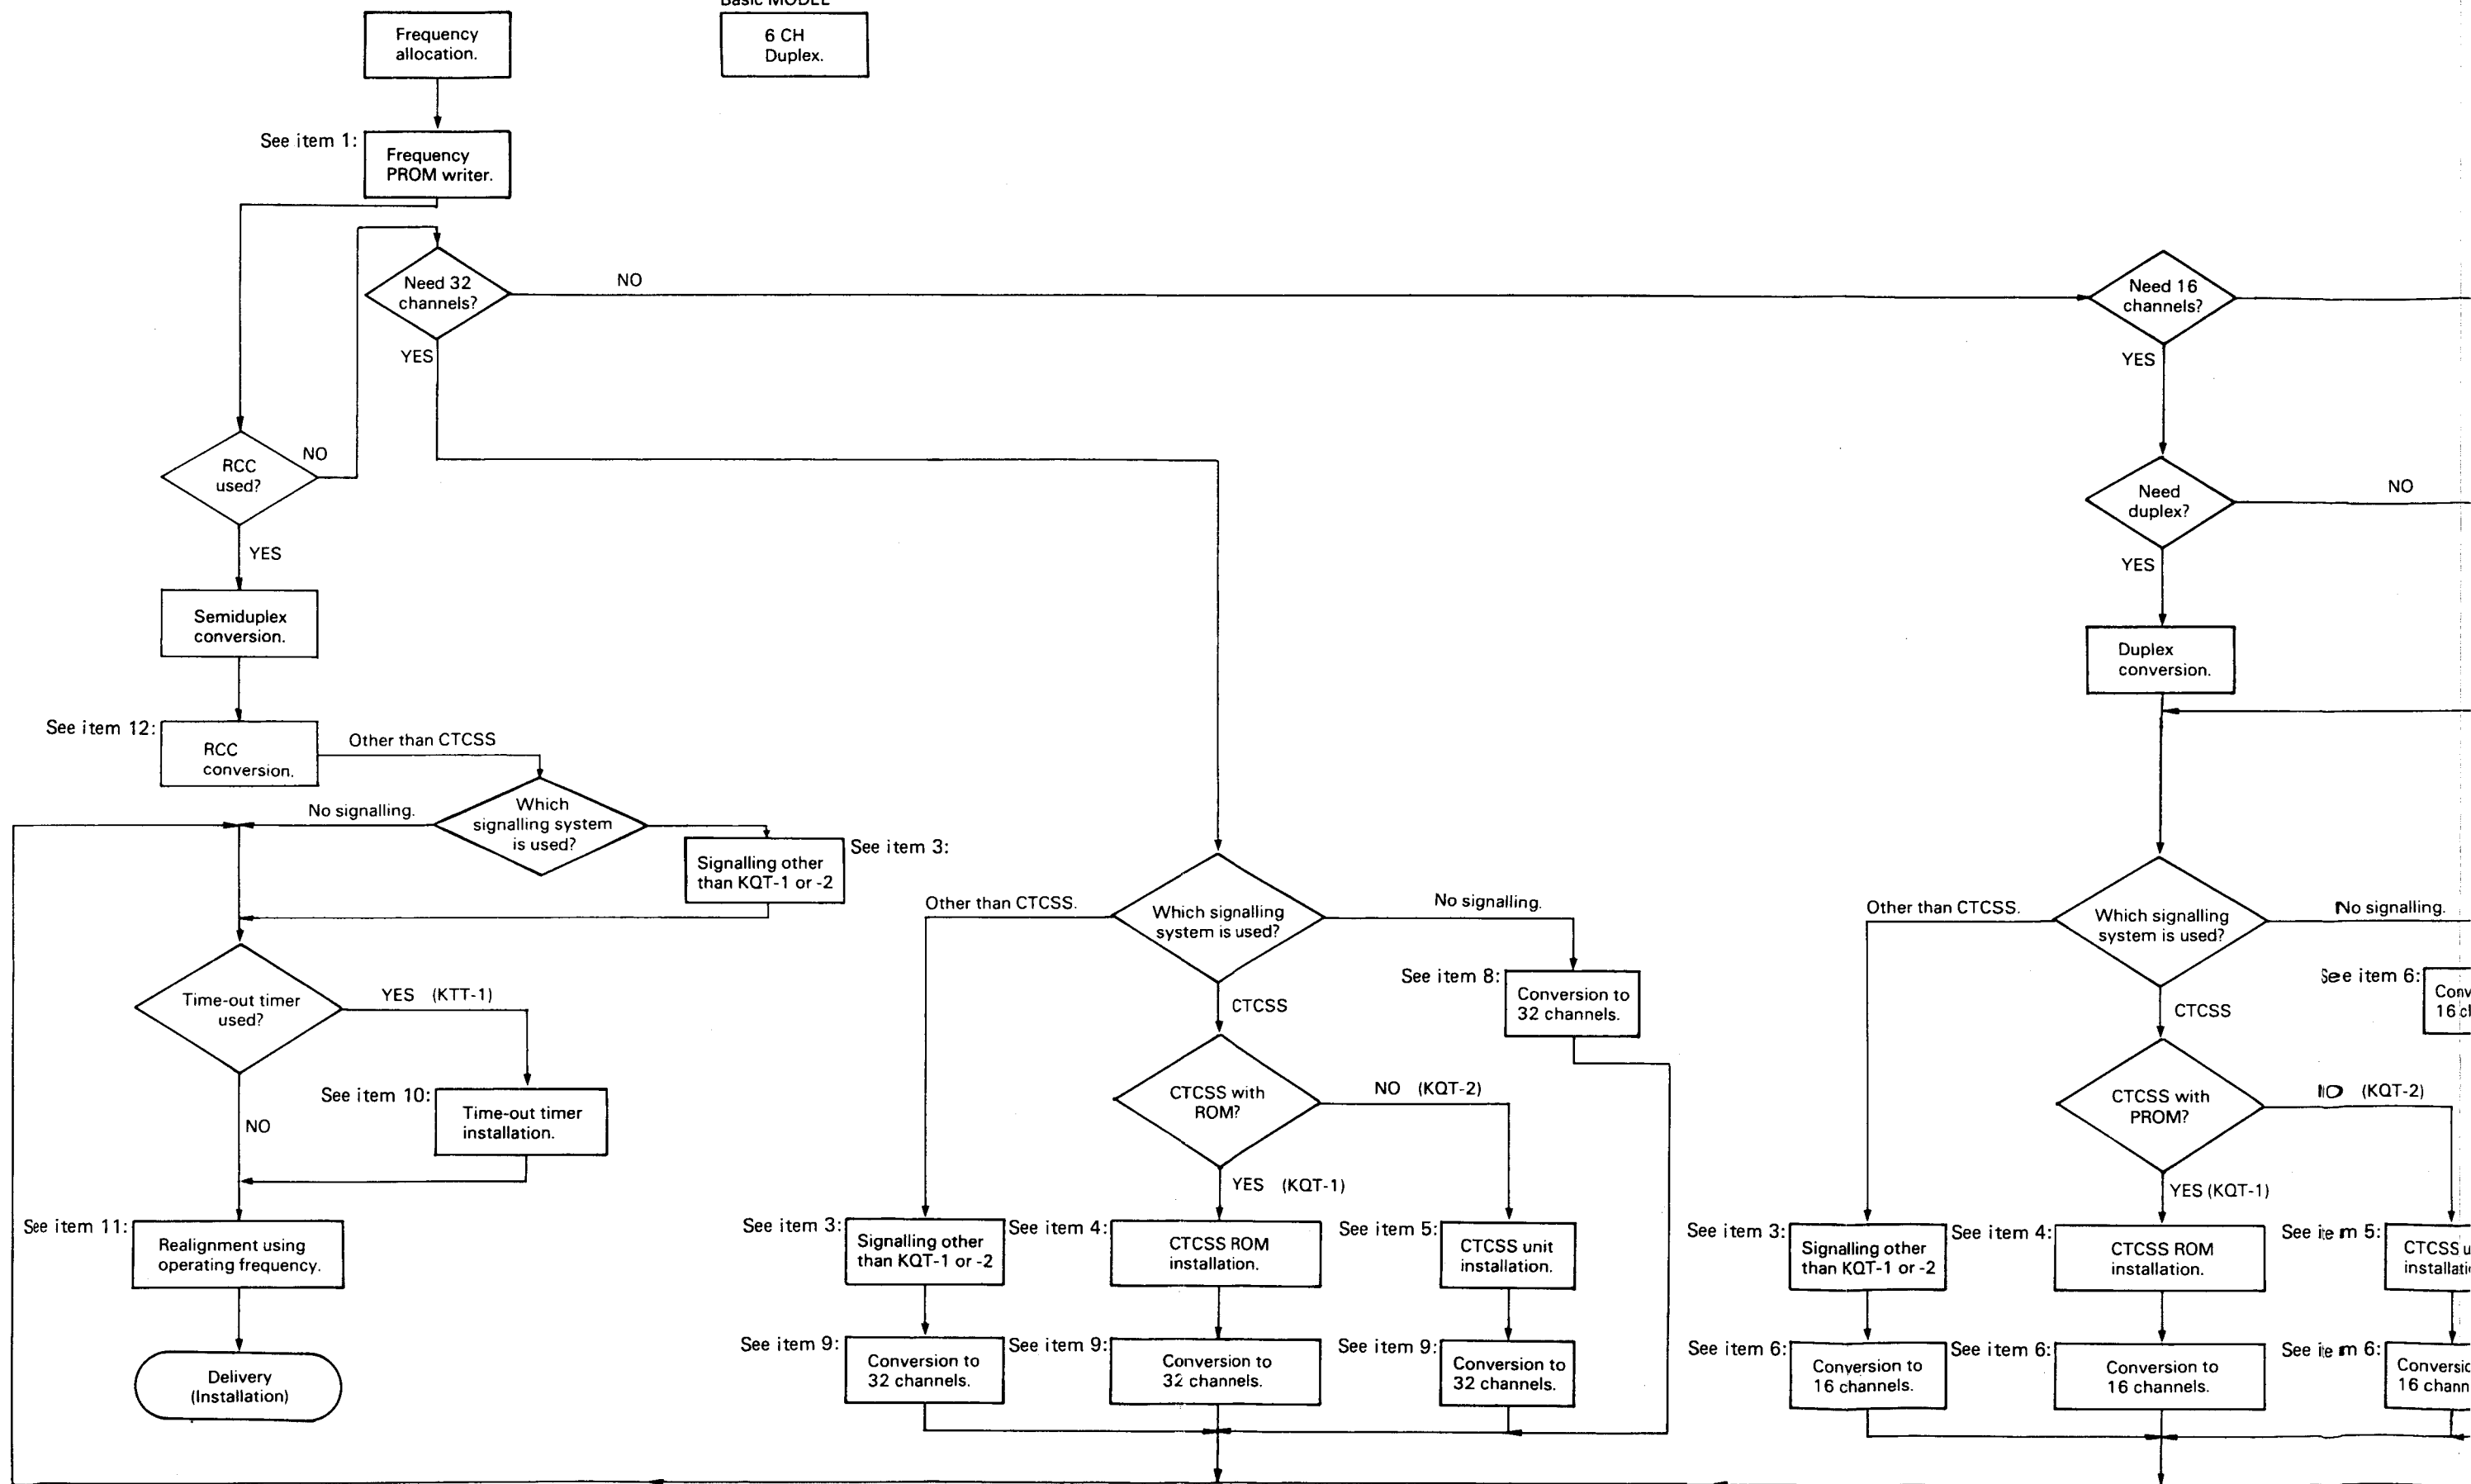 Basic MODEL
Frequency
allocation.
6 CH
Duplex.
See item 1:
Frequency
PROM writer.
Need 32
channels?
NO
YES
Need 16
channels?
YES
RCC
used?
NO
YES
Need
duplex?
NO
YES
Semiduplex
conversion.
Duplex
conversion.
See item 12:
RCC
conversion.
Other than CTCSS
Which
signalling system
is used?
No signalling.
See item 3:
Signalling other
than KQT-1 or -2
Time-out timer
used?
YES (KTT-1)
NO
See item 10:
Time-out timer
installation.
See item 11:
Realignment using
operating frequency.
Delivery
(Installation)
Which signalling
system is used?
Other than CTCSS.
No signalling.
CTCSS
See item 8:
Conversion to
32 channels.
CTCSS with
ROM?
NO (KQT-2)
YES (KQT-1)
See item 3:
Signalling other
than KQT-1 or -2
See item 4:
CTCSS ROM
installation.
See item 5:
CTCSS unit
installation.
See item 9:
Conversion to
32 channels.
See item 9:
Conversion to
32 channels.
See item 9:
Conversion to
32 channels.
Which signalling
system is used?
Other than CTCSS.
No signalling.
CTCSS
See item 6:
16
CTCSS with
PROM?
NO (KQT-2)
YES (KQT-1)
See item 3:
Signalling other
than KQT-1 or -2
See item 4:
CTCSS ROM
installation.
See item 5:
CTCSS
See item 6:
Conversion to
16 channels.
See item 6:
Conversion to
16 channels.
See item 6:
16